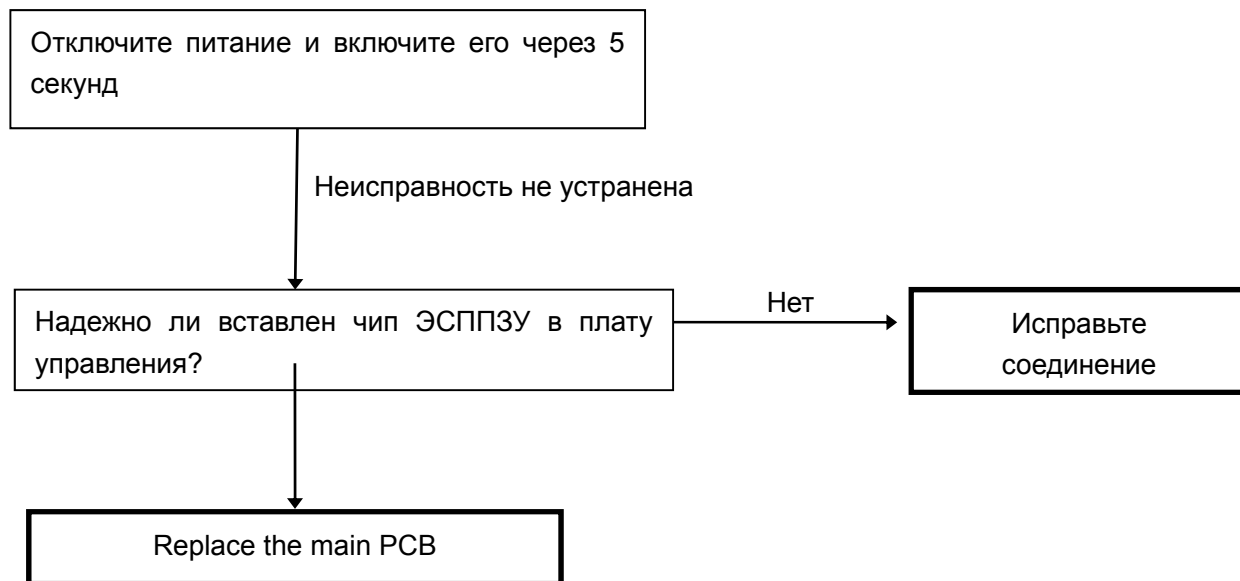 Отключите питание и включите его через 5
секунд
Неисправность не устранена
Надежно ли вставлен чип ЭСППЗУ в плату
управления?
Нет
Исправьте
соединение
Replace the main PCB